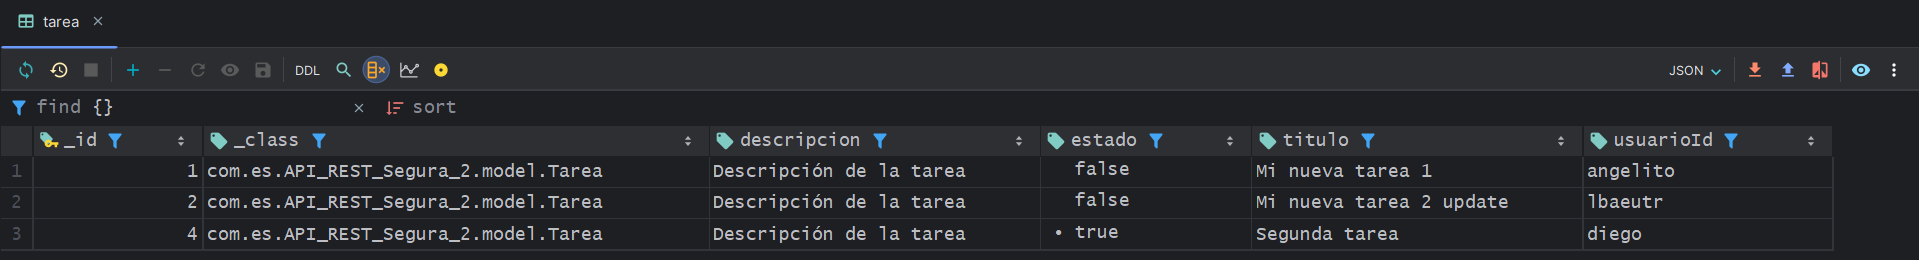 tarea
DDL JSON
find {} sort
_id _class descripcion estado titulo usuarioId
1 1 com.es.API_REST_Segura_2.model.Tarea Descripción de la tarea false Mi nueva tarea 1 angelito
2 2 com.es.API_REST_Segura_2.model.Tarea Descripción de la tarea false Mi nueva tarea 2 update lbaeutr
3 4 com.es.API_REST_Segura_2.model.Tarea Descripción de la tarea true Segunda tarea diego